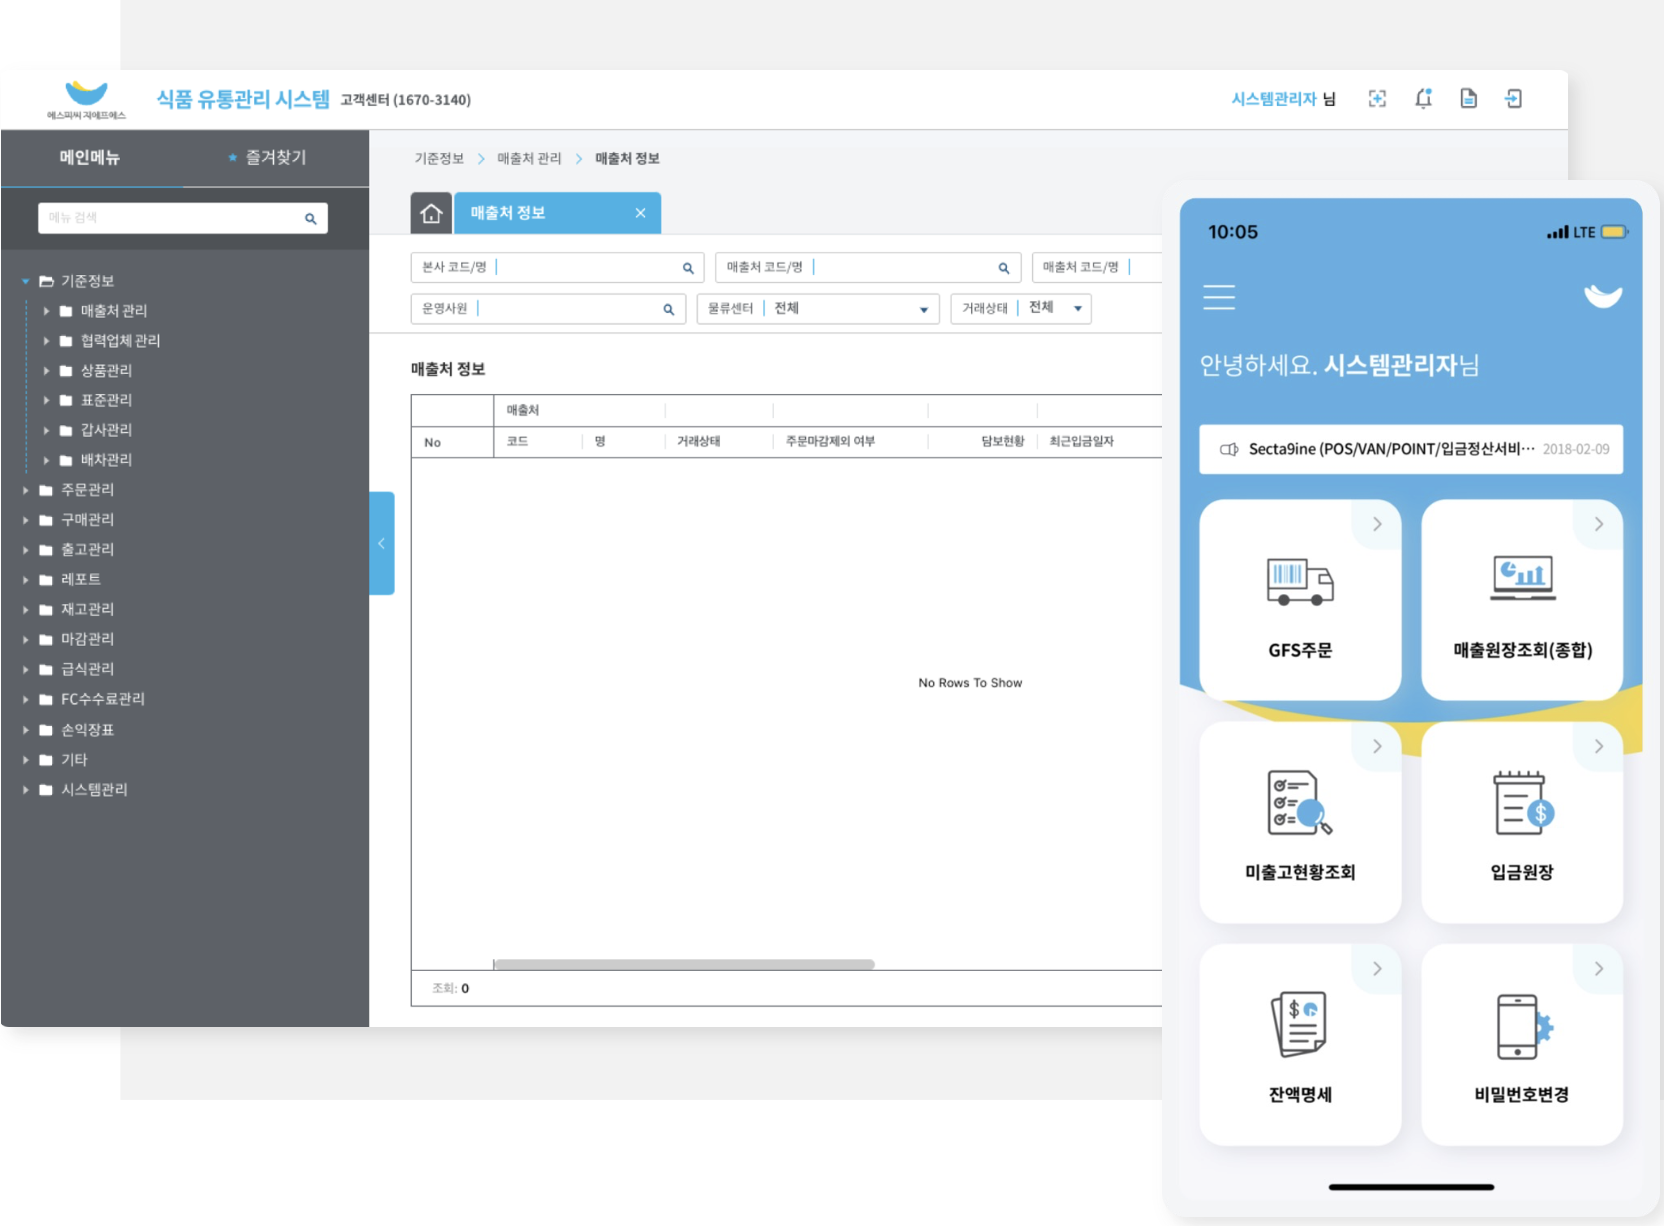 에스피씨 지에프에스
식품 유통관리 시스템 고객센터 (1670-3140)
시스템관리자 님
메인메뉴
즐겨찾기
메뉴 검색
기준정보
매출처 관리
협력업체 관리
상품관리
표준관리
갑사관리
배차관리
주문관리
구매관리
출고관리
레포트
재고관리
마감관리
급식관리
FC수수료관리
손익장표
기타
시스템관리
기준정보 > 매출처 관리 > 매출처 정보
매출처 정보
본사 코드/명
매출처 코드/명
매출처 코드/명
운영사원
물류센터 전체
거래상태 전체
매출처 정보
매출처
No 코드 명 거래상태 주문마감제외 여부 담보현황 최근입금일자
No Rows To Show
조회: 0
10:05
LTE
안녕하세요. 시스템관리자님
Secta9ine (POS/VAN/POINT/입금정산서비··· 2018-02-09
GFS주문
매출원장조회(종합)
미출고현황조회
입금원장
잔액명세
비밀번호변경